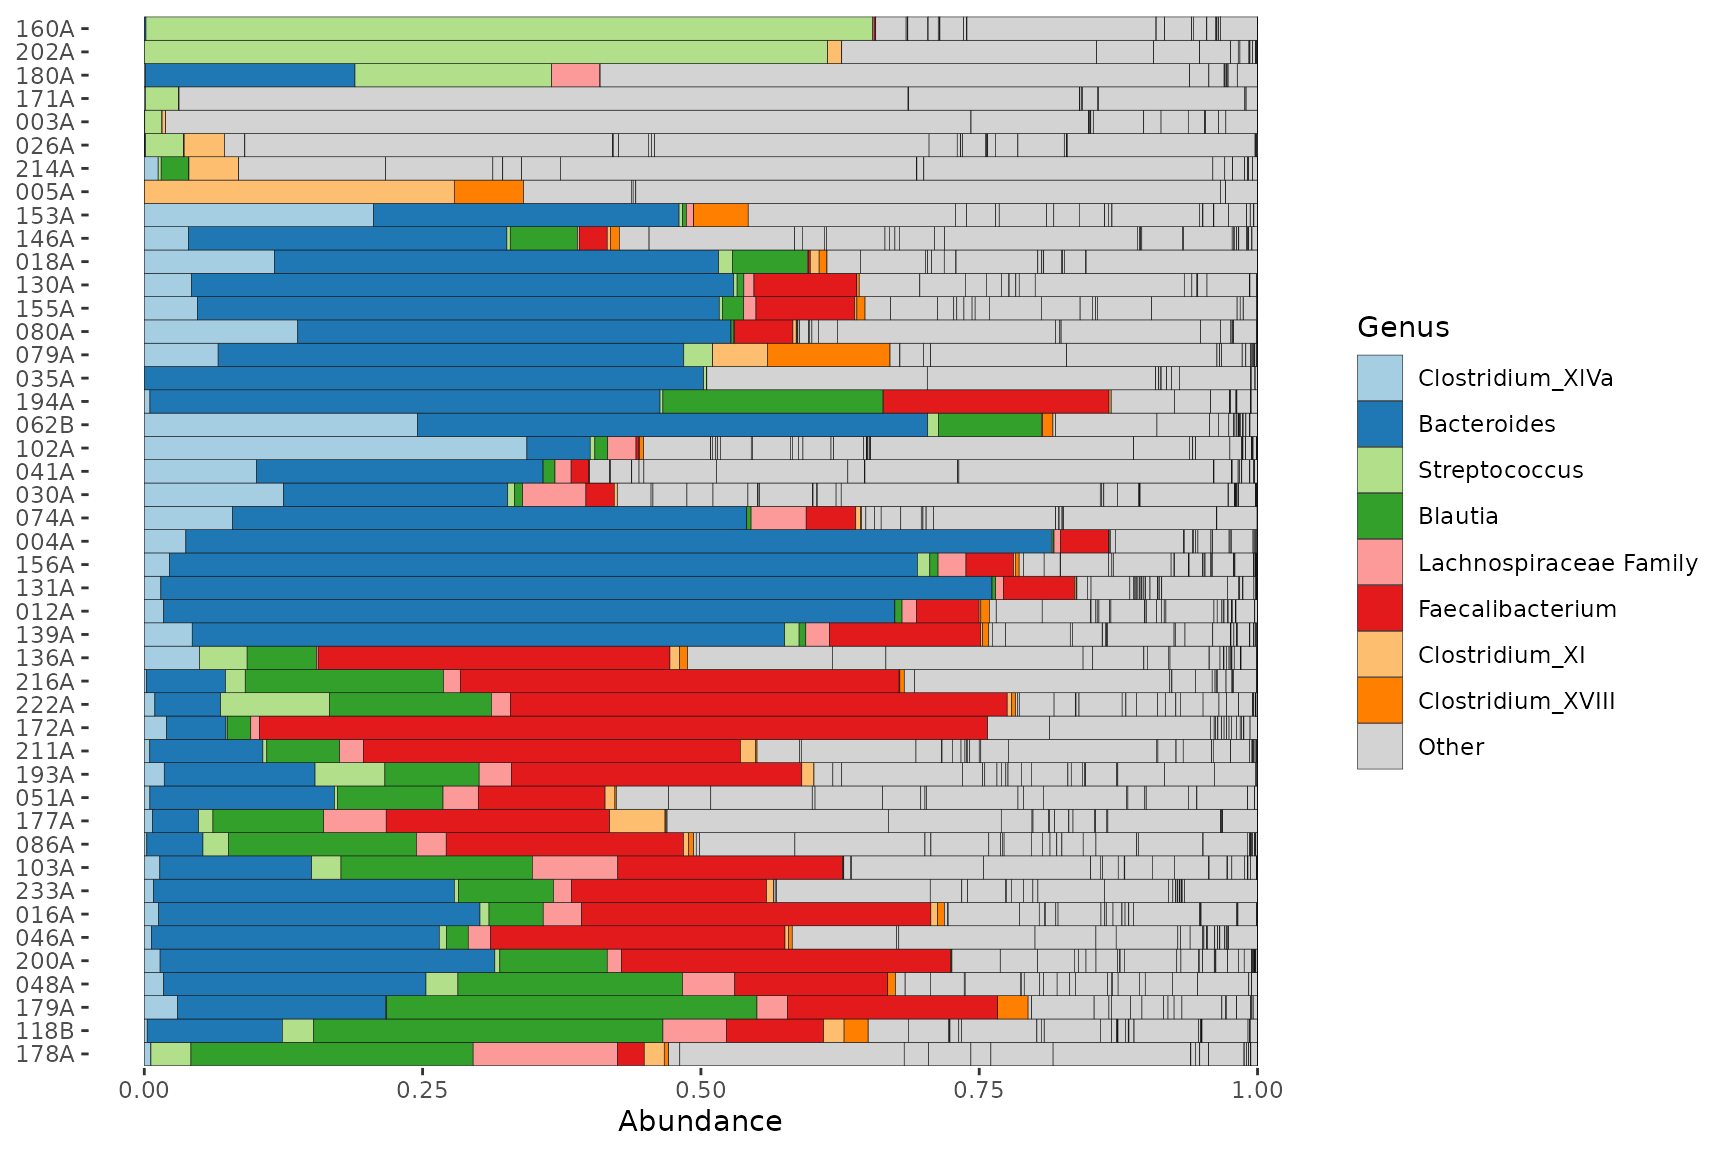 160A
202A
180A
171A
003A
026A
214A
005A
153A
146A
018A
130A
155A
080A
079A
035A
194A
062B
102A
041A
030A
074A
004A
156A
131A
012A
139A
136A
216A
222A
172A
211A
193A
051A
177A
086A
103A
233A
016A
046A
200A
048A
179A
118B
178A
0.00 0.25 0.50 0.75 1.00
Abundance
Genus
Clostridium_XIVa
Bacteroides
Streptococcus
Blautia
Lachnospiraceae Family
Faecalibacterium
Clostridium_XI
Clostridium_XVIII
Other